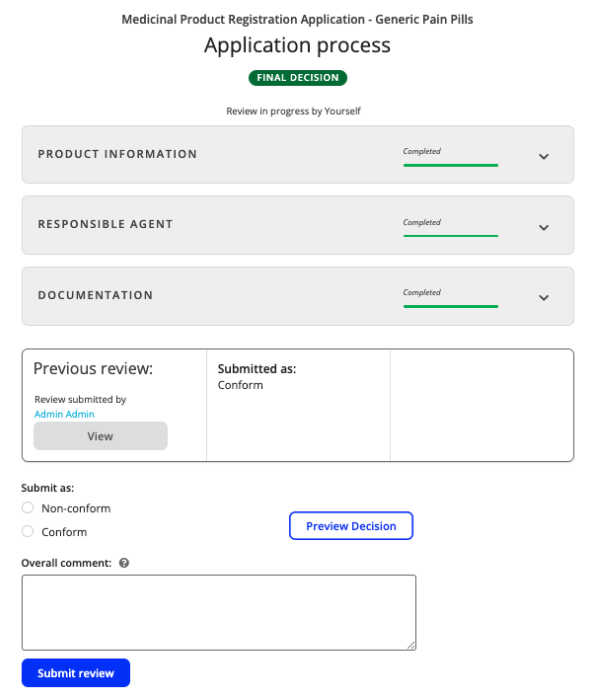 Medicinal Product Registration Application - Generic Pain Pills
Application process
FINAL DECISION
Review in progress by Yourself
PRODUCT INFORMATION
Completed
RESPONSIBLE AGENT
Completed
DOCUMENTATION
Completed
Previous review:
Review submitted by
Admin Admin
View
Submitted as:
Conform
Submit as:
Non-conform
Conform
Preview Decision
Overall comment: ?
Submit review